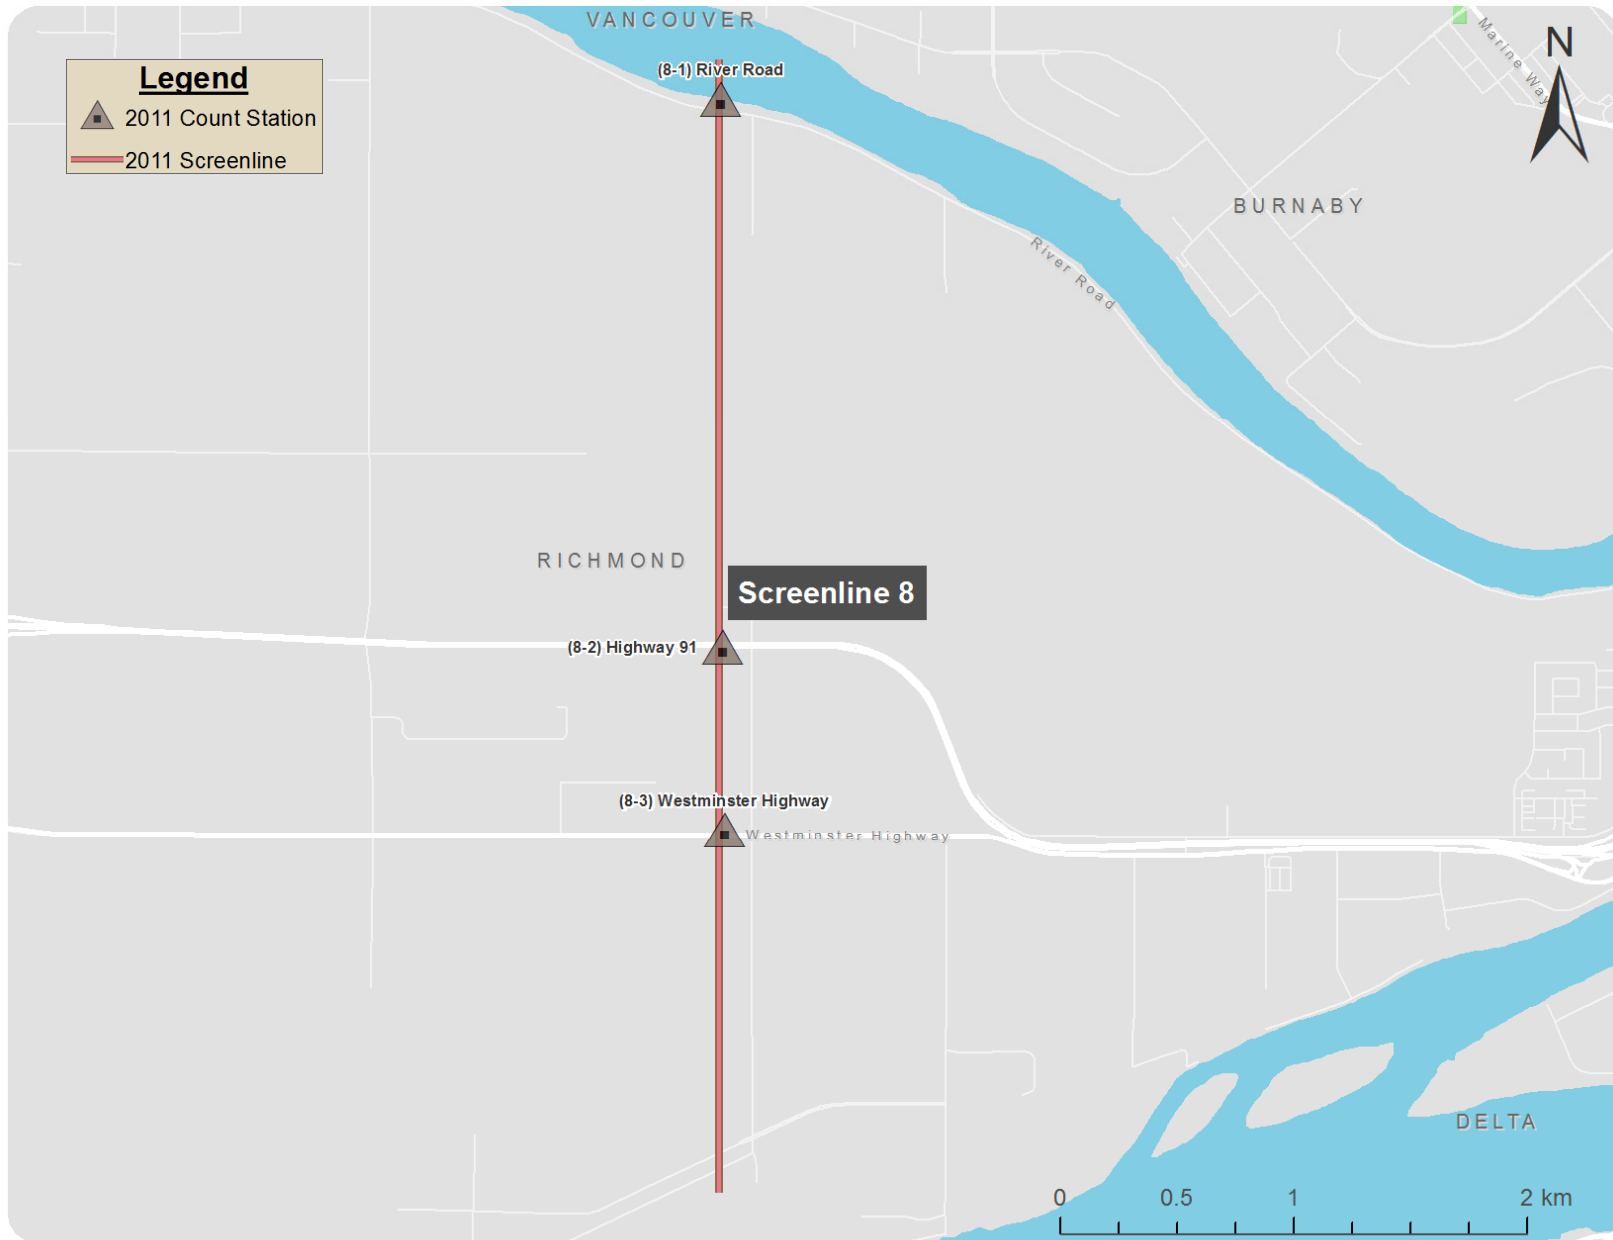 VANCOUVER
Marine Way
N
(8-1) River Road
Legend
2011 Count Station
2011 Screenline
BURNABY
River Road
RICHMOND
Screenline 8
(8-2) Highway 91
(8-3) Westminster Highway
Westminster Highway
DELTA
0 0.5 1 2 km